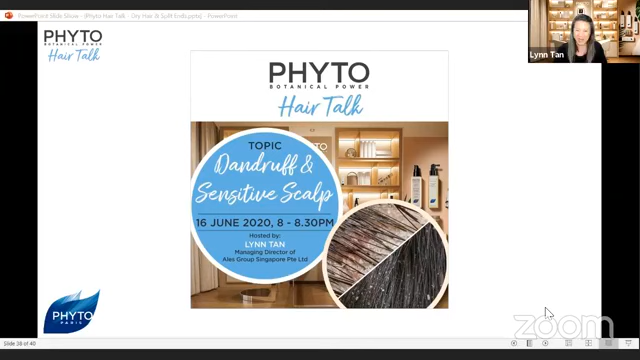 PowerPoint Slide Show - [Phyto Hair Talk - Dry Hair & Split Ends.pptx] - PowerPoint
PHYTO
BOTANICAL POWER
Hair Talk
Lynn Tan
PHYTO
BOTANICAL POWER
Hair Talk
TOPIC
Dandruff &
Sensitive Scalp
16 JUNE 2020, 8 - 8.30PM
Hosted by:
LYNN TAN
Managing Director of
Ales Group Singapore Pte Ltd
PHYTO
PARIS
Slide 38 of 40
zoom